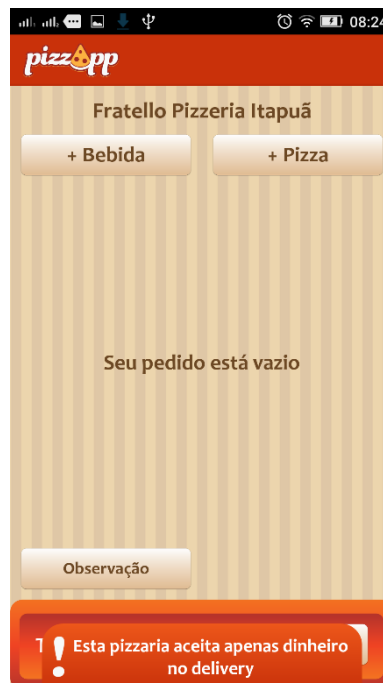 08:24
pizzapp
Fratello Pizzeria Itapuã
+ Bebida
+ Pizza
Seu pedido está vazio
Observação
T
Esta pizzaria aceita apenas dinheiro
no delivery